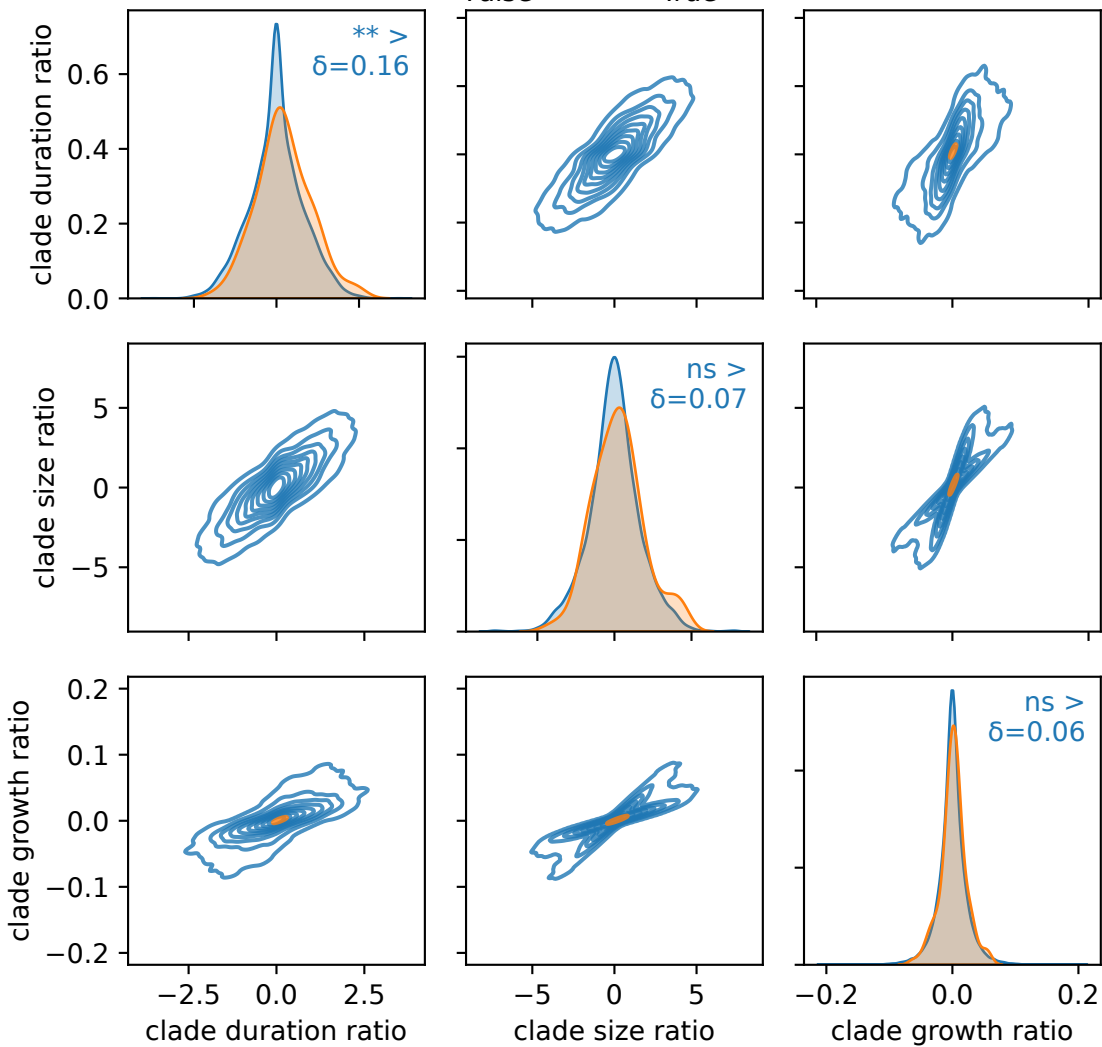 ** >
δ=0.16
clade duration ratio
0.6
0.4
0.2
0.0
ns >
δ=0.07
clade size ratio
5
0
−5
ns >
δ=0.06
clade growth ratio
0.2
0.1
0.0
−0.1
−0.2
−2.5 0.0 2.5
−5 0 5
−0.2 0.0 0.2
clade duration ratio
clade size ratio
clade growth ratio